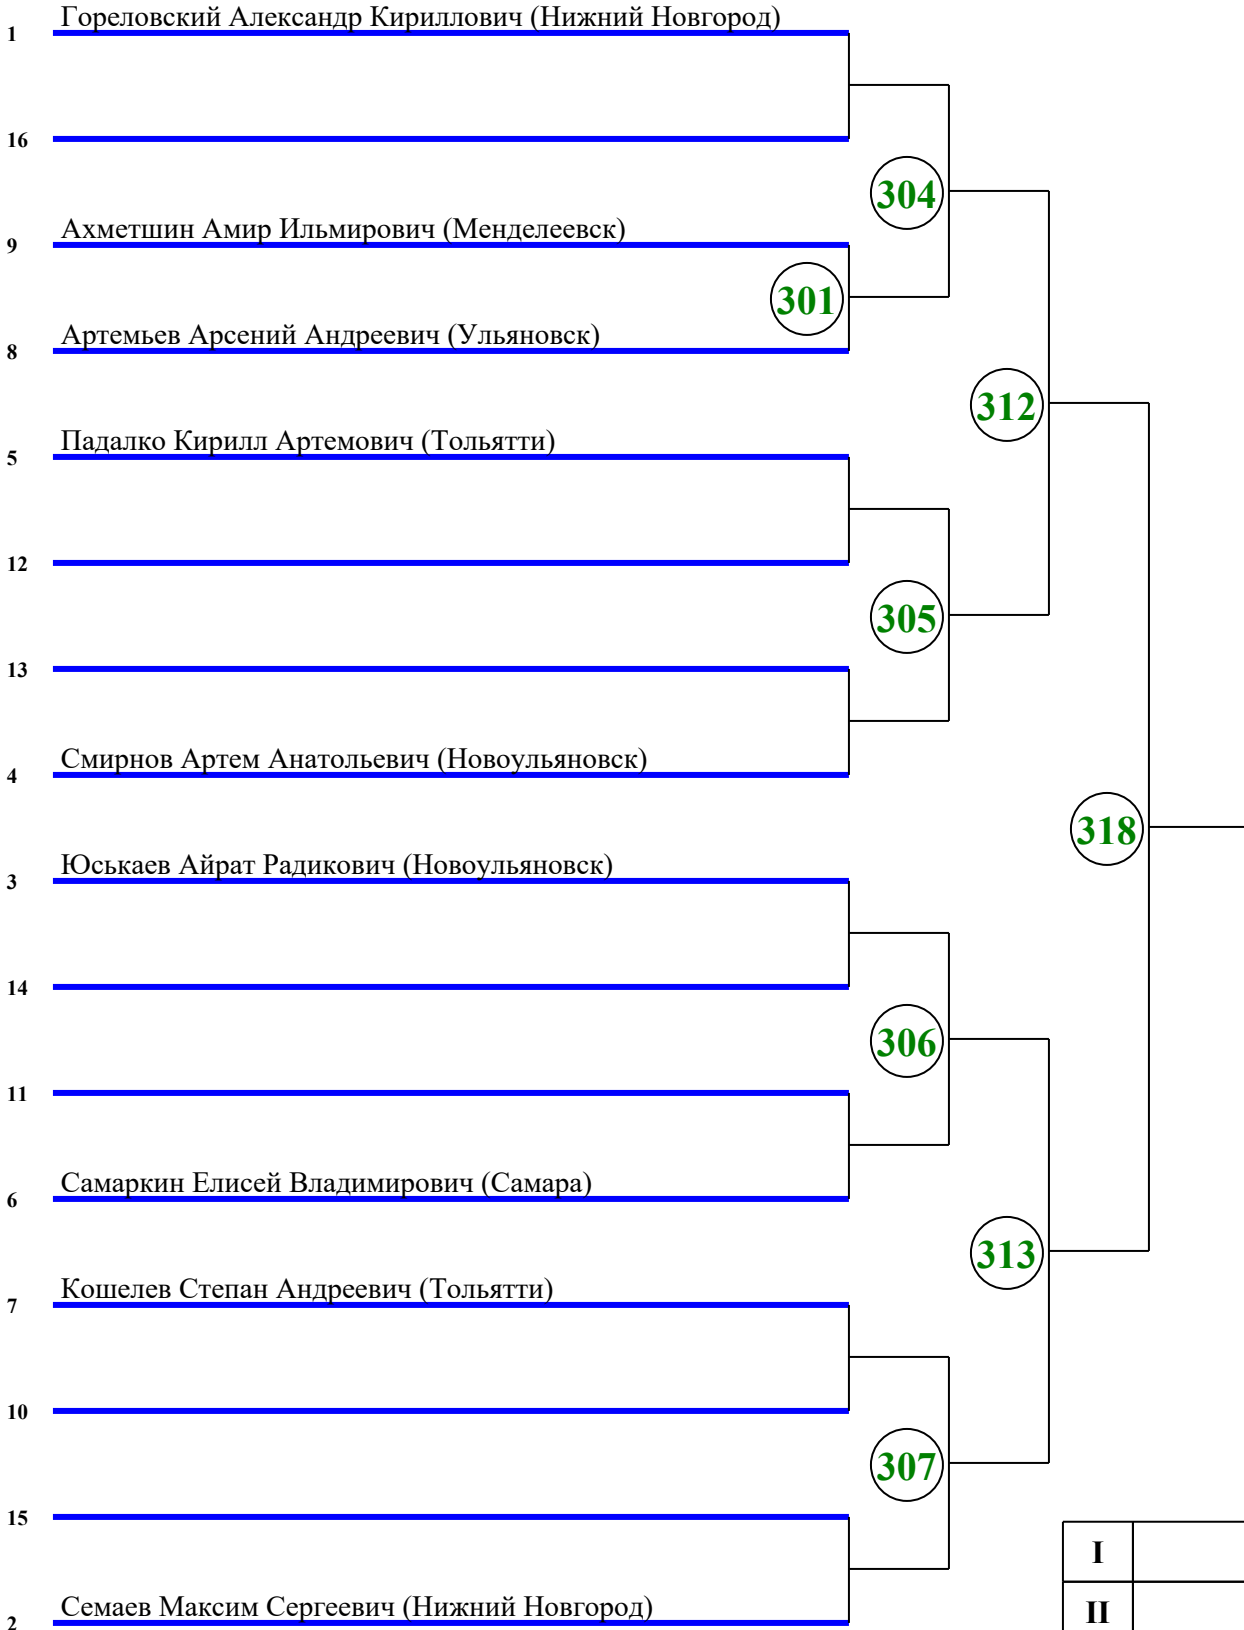 Гореловский Александр Кириллович (Нижний Новгород)
1
16
304
Ахметшин Амир Ильмирович (Менделеевск)
9
301
Артемьев Арсений Андреевич (Ульяновск)
8
312
Падалко Кирилл Артемович (Тольятти)
5
12
305
13
Смирнов Артем Анатольевич (Новоульяновск)
4
318
Юськаев Айрат Радикович (Новоульяновск)
3
14
306
11
Самаркин Елисей Владимирович (Самара)
6
313
Кошелев Степан Андреевич (Тольятти)
7
10
307
15
I
Семаев Максим Сергеевич (Нижний Новгород)
2
II